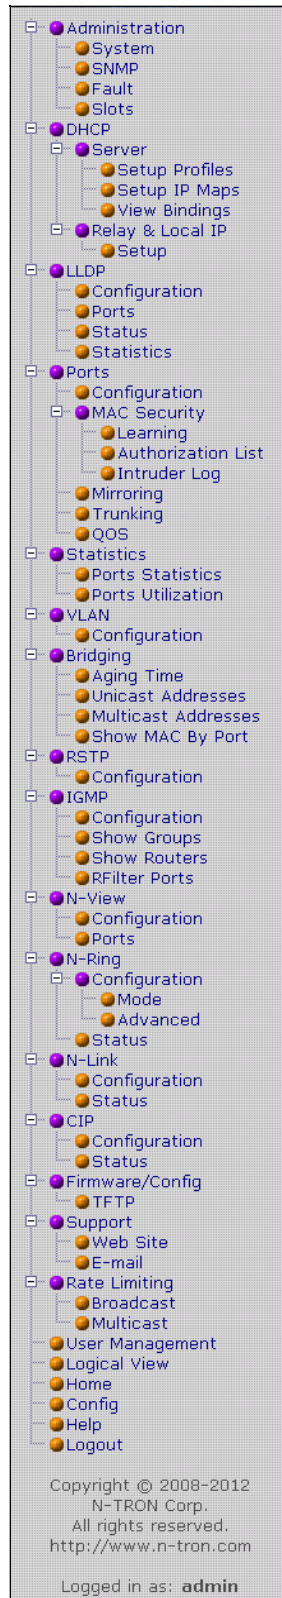 Administration
System
SNMP
Fault
Slots
DHCP
Server
Setup Profiles
Setup IP Maps
View Bindings
Relay & Local IP
Setup
LLDP
Configuration
Ports
Status
Statistics
Ports
Configuration
MAC Security
Learning
Authorization List
Intruder Log
Mirroring
Trunking
QOS
Statistics
Ports Statistics
Ports Utilization
VLAN
Configuration
Bridging
Aging Time
Unicast Addresses
Multicast Addresses
Show MAC By Port
RSTP
Configuration
IGMP
Configuration
Show Groups
Show Routers
RFilter Ports
N-View
Configuration
Ports
N-Ring
Configuration
Mode
Advanced
Status
N-Link
Configuration
Status
CIP
Configuration
Status
Firmware/Config
TFTP
Support
Web Site
E-mail
Rate Limiting
Broadcast
Multicast
User Management
Logical View
Home
Config
Help
Logout
Copyright © 2008-2012
N-TRON Corp.
All rights reserved.
http://www.n-tron.com
Logged in as: admin